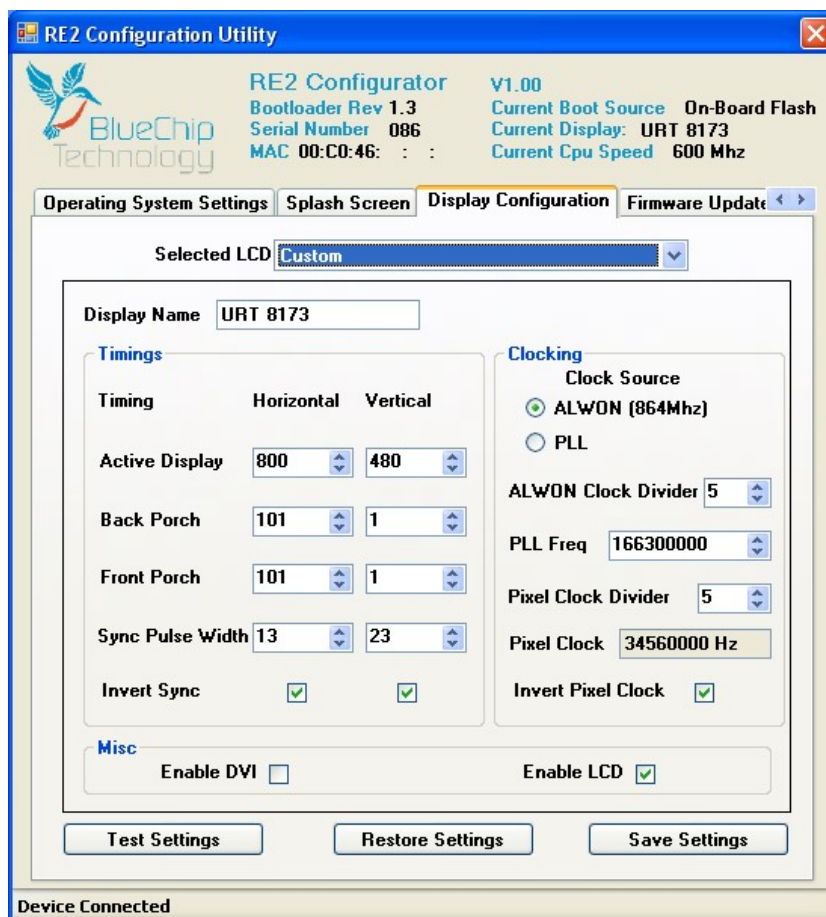 RE2 Configuration Utility
BlueChip
Technology
RE2 Configurator V1.00
Bootloader Rev 1.3 Current Boot Source On-Board Flash
Serial Number 086 Current Display: URT 8173
MAC 00:C0:46: : : Current Cpu Speed 600 Mhz
Operating System Settings Splash Screen Display Configuration Firmware Update
Selected LCD Custom
Display Name URT 8173
Timings
Timing Horizontal Vertical
Active Display 800 480
Back Porch 101 1
Front Porch 101 1
Sync Pulse Width 13 23
Invert Sync
Clocking
Clock Source
ALWON (864Mhz)
PLL
ALWON Clock Divider 5
PLL Freq 166300000
Pixel Clock Divider 5
Pixel Clock 34560000 Hz
Invert Pixel Clock
Misc
Enable DVI Enable LCD
Test Settings Restore Settings Save Settings
Device Connected